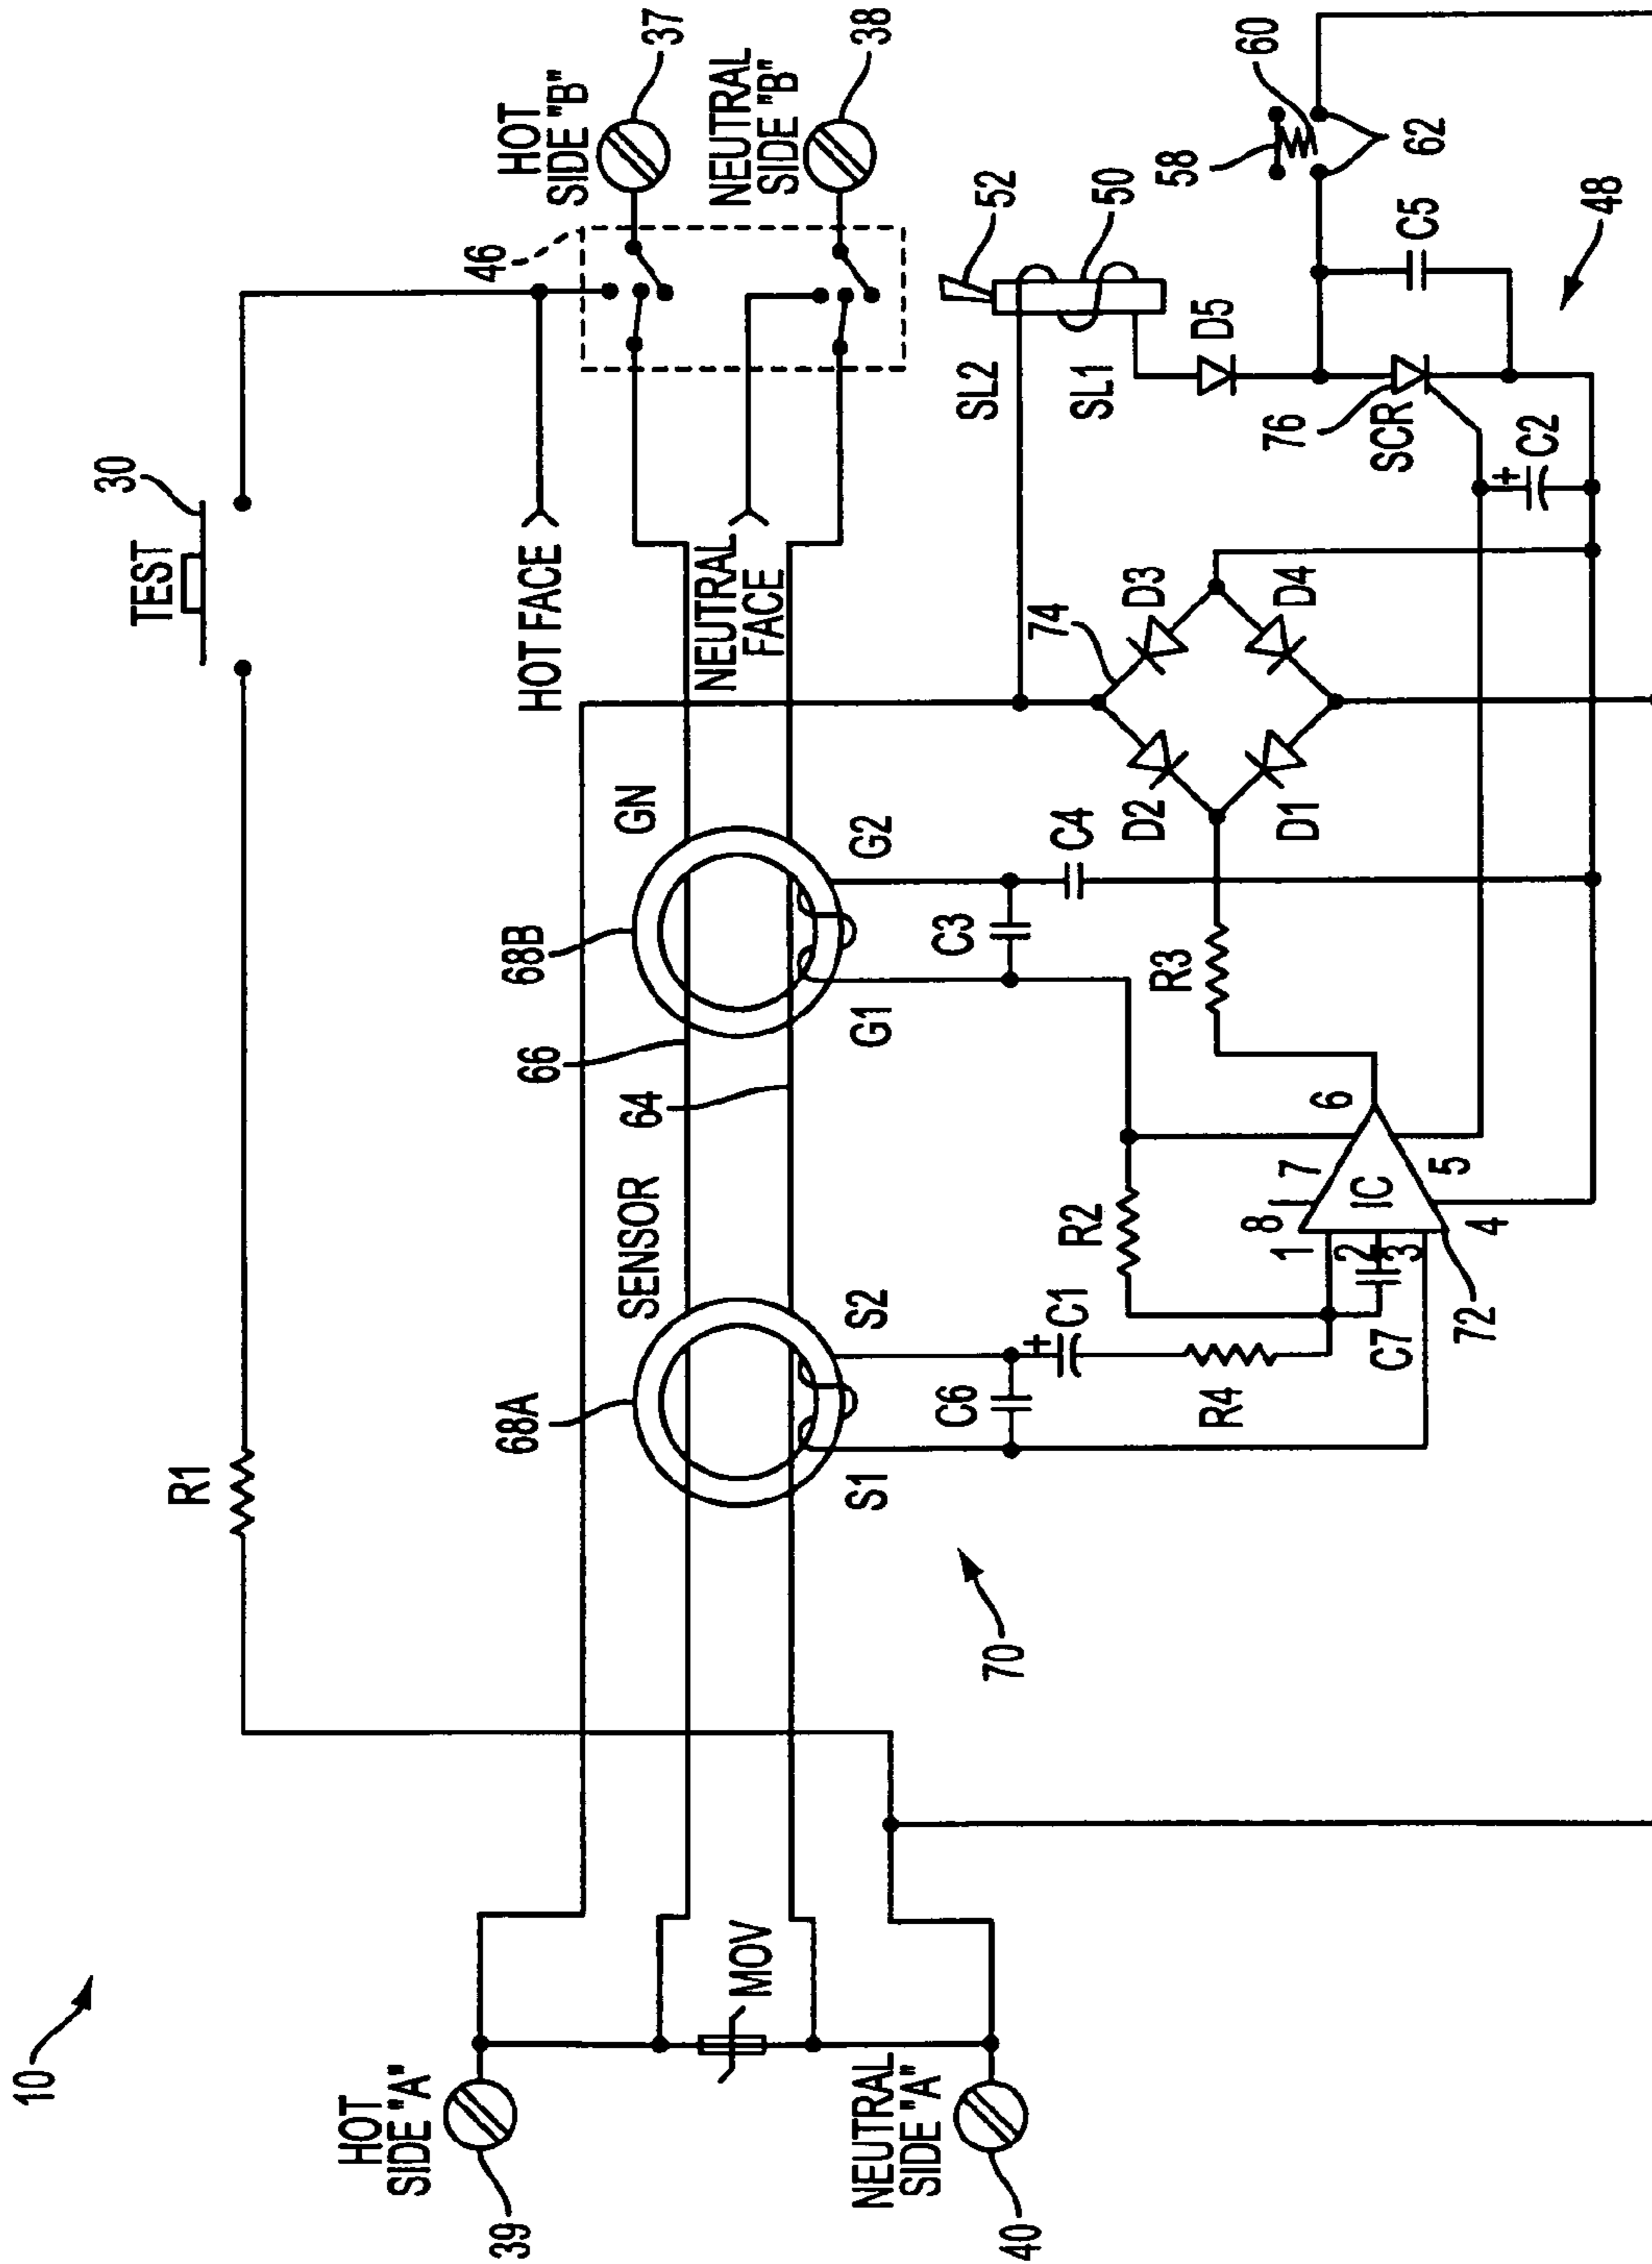 10
30
TEST
R1
HOT
SIDE "A"
39
MOV
NEUTRAL
SIDE "A"
40
68A
SENSOR
64
66
68B
GN
HOT FACE
NEUTRAL
FACE
46
HOT
SIDE "B"
37
NEUTRAL
SIDE "B"
38
S1
S2
G1
G2
70
C6
C1
R4
R2
C3
C4
R3
C7
1
2
3
4
5
6
7
8
IC
72
74
D2
D3
D1
D4
SL2
SL1
52
50
D5
76
SCR
C2
C5
58
60
62
48